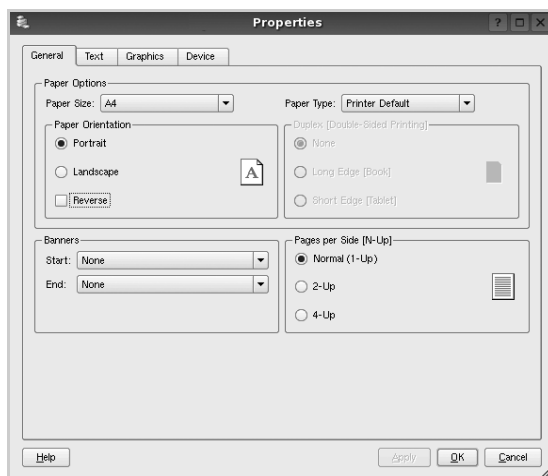 Properties
General Text Graphics Device
Paper Options
Paper Size: A4 Paper Type: Printer Default
Paper Orientation
Portrait
Landscape
Reverse
A
Duplex [Double-Sided Printing]
None
Long Edge [Book]
Short Edge [Tablet]
Banners
Start: None
End: None
Pages per Side [N-Up]
Normal (1-Up)
2-Up
4-Up
Help Apply OK Cancel